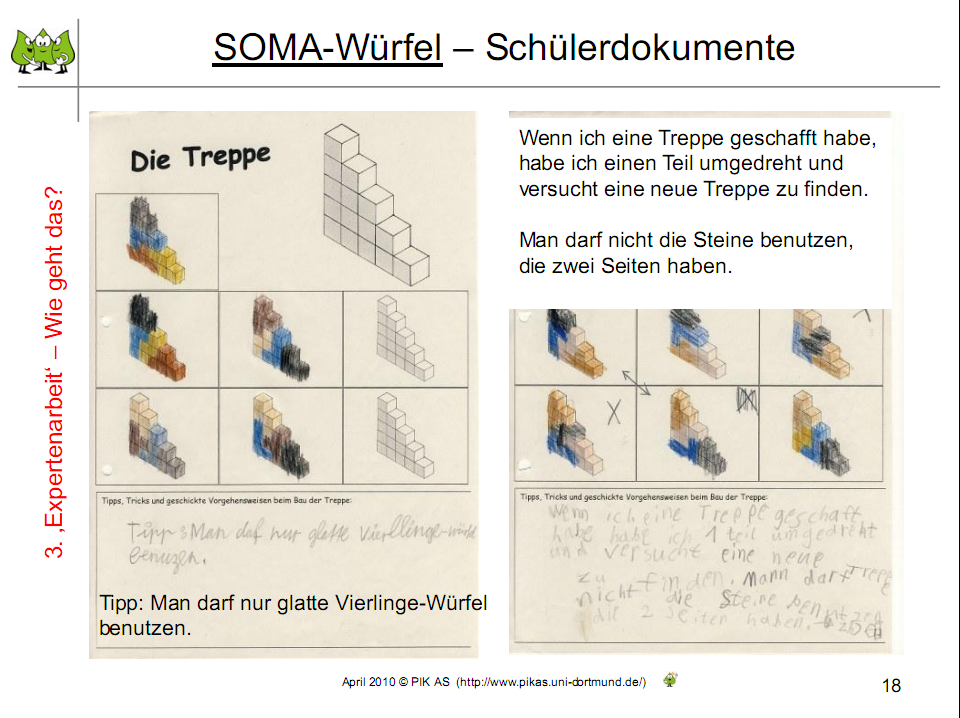 SOMA-Würfel – Schülerdokumente
3. ‚Expertenarbeit‘ – Wie geht das?
Die Treppe
Tipps, Tricks und geschickte Vorgehensweisen beim Bau der Treppe:
Tipp: Man daf nur glatte Vierllinge-würfel
benuzen.
Tipp: Man darf nur glatte Vierlinge-Würfel
benutzen.
Wenn ich eine Treppe geschafft habe,
habe ich einen Teil umgedreht und
versucht eine neue Treppe zu finden.
Man darf nicht die Steine benutzen,
die zwei Seiten haben.
Tipps, Tricks und geschickte Vorgehensweisen beim Bau der Treppe:
Wenn ich eine Treppe geschaft
habe habe ich 1 teil umgedreht
und versucht eine neue
Treppe
zu finden. Mann darf
nicht die Steine benutzen
die 2 seiten haben.
April 2010 © PIK AS (http://www.pikas.uni-dortmund.de/)
18